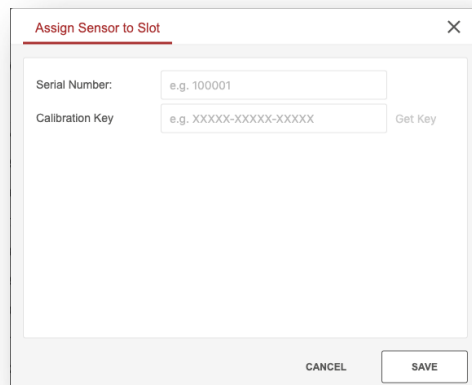 Assign Sensor to Slot
Serial Number: e.g. 100001
Calibration Key e.g. XXXXX-XXXXX-XXXXX Get Key
CANCEL SAVE